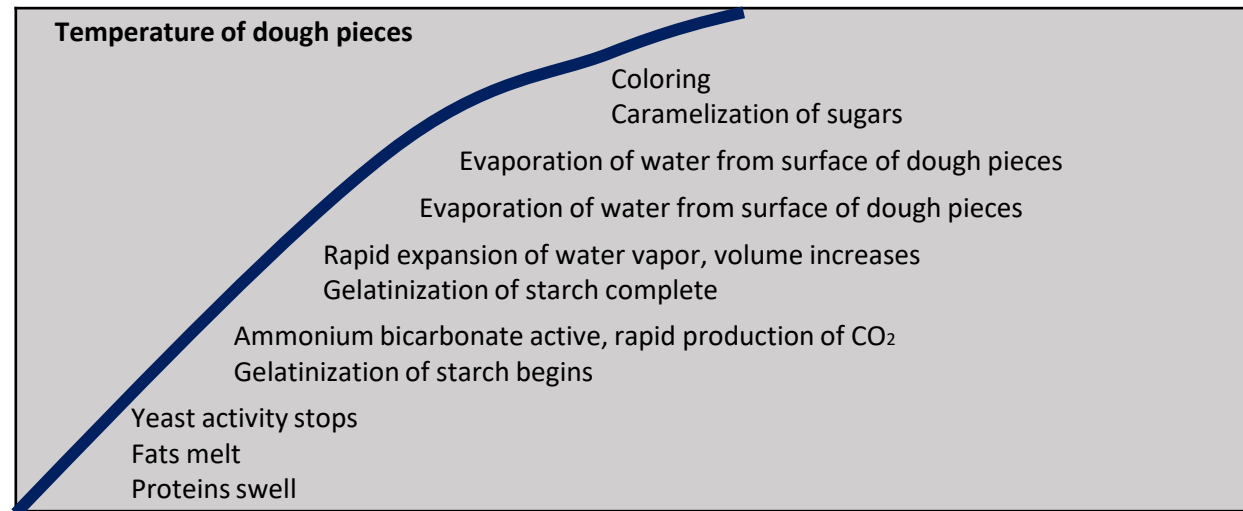 Temperature of dough pieces
Coloring
Caramelization of sugars
Evaporation of water from surface of dough pieces
Evaporation of water from surface of dough pieces
Rapid expansion of water vapor, volume increases
Gelatinization of starch complete
Ammonium bicarbonate active, rapid production of CO₂
Gelatinization of starch begins
Yeast activity stops
Fats melt
Proteins swell